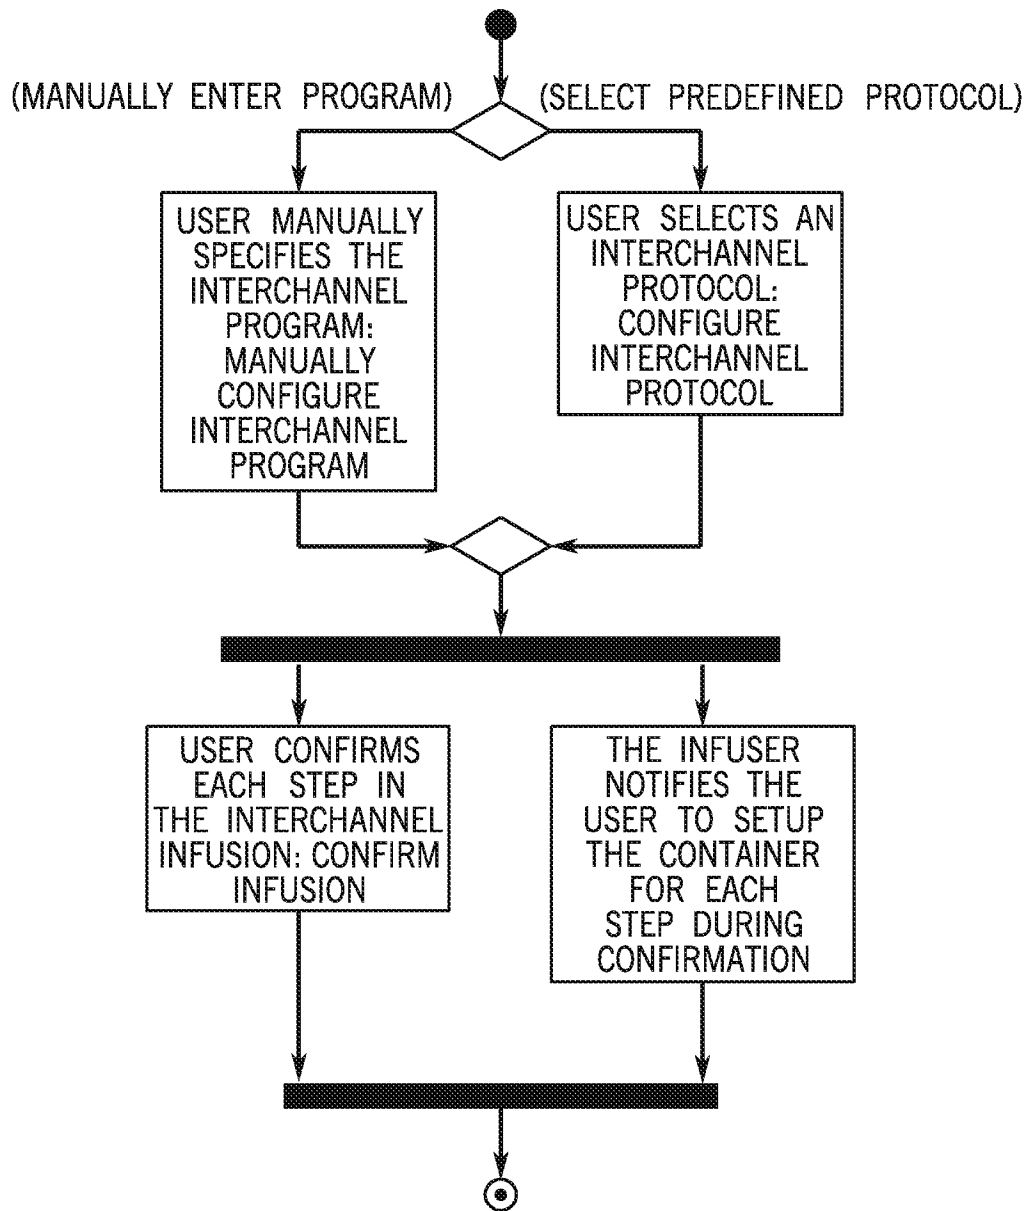 (MANUALLY ENTER PROGRAM)
(SELECT PREDEFINED PROTOCOL)
USER MANUALLY
SPECIFIES THE
INTERCHANNEL
PROGRAM:
MANUALLY
CONFIGURE
INTERCHANNEL
PROGRAM
USER SELECTS AN
INTERCHANNEL
PROTOCOL:
CONFIGURE
INTERCHANNEL
PROTOCOL
USER CONFIRMS
EACH STEP IN
THE INTERCHANNEL
INFUSION: CONFIRM
INFUSION
THE INFUSER
NOTIFIES THE
USER TO SETUP
THE CONTAINER
FOR EACH
STEP DURING
CONFIRMATION